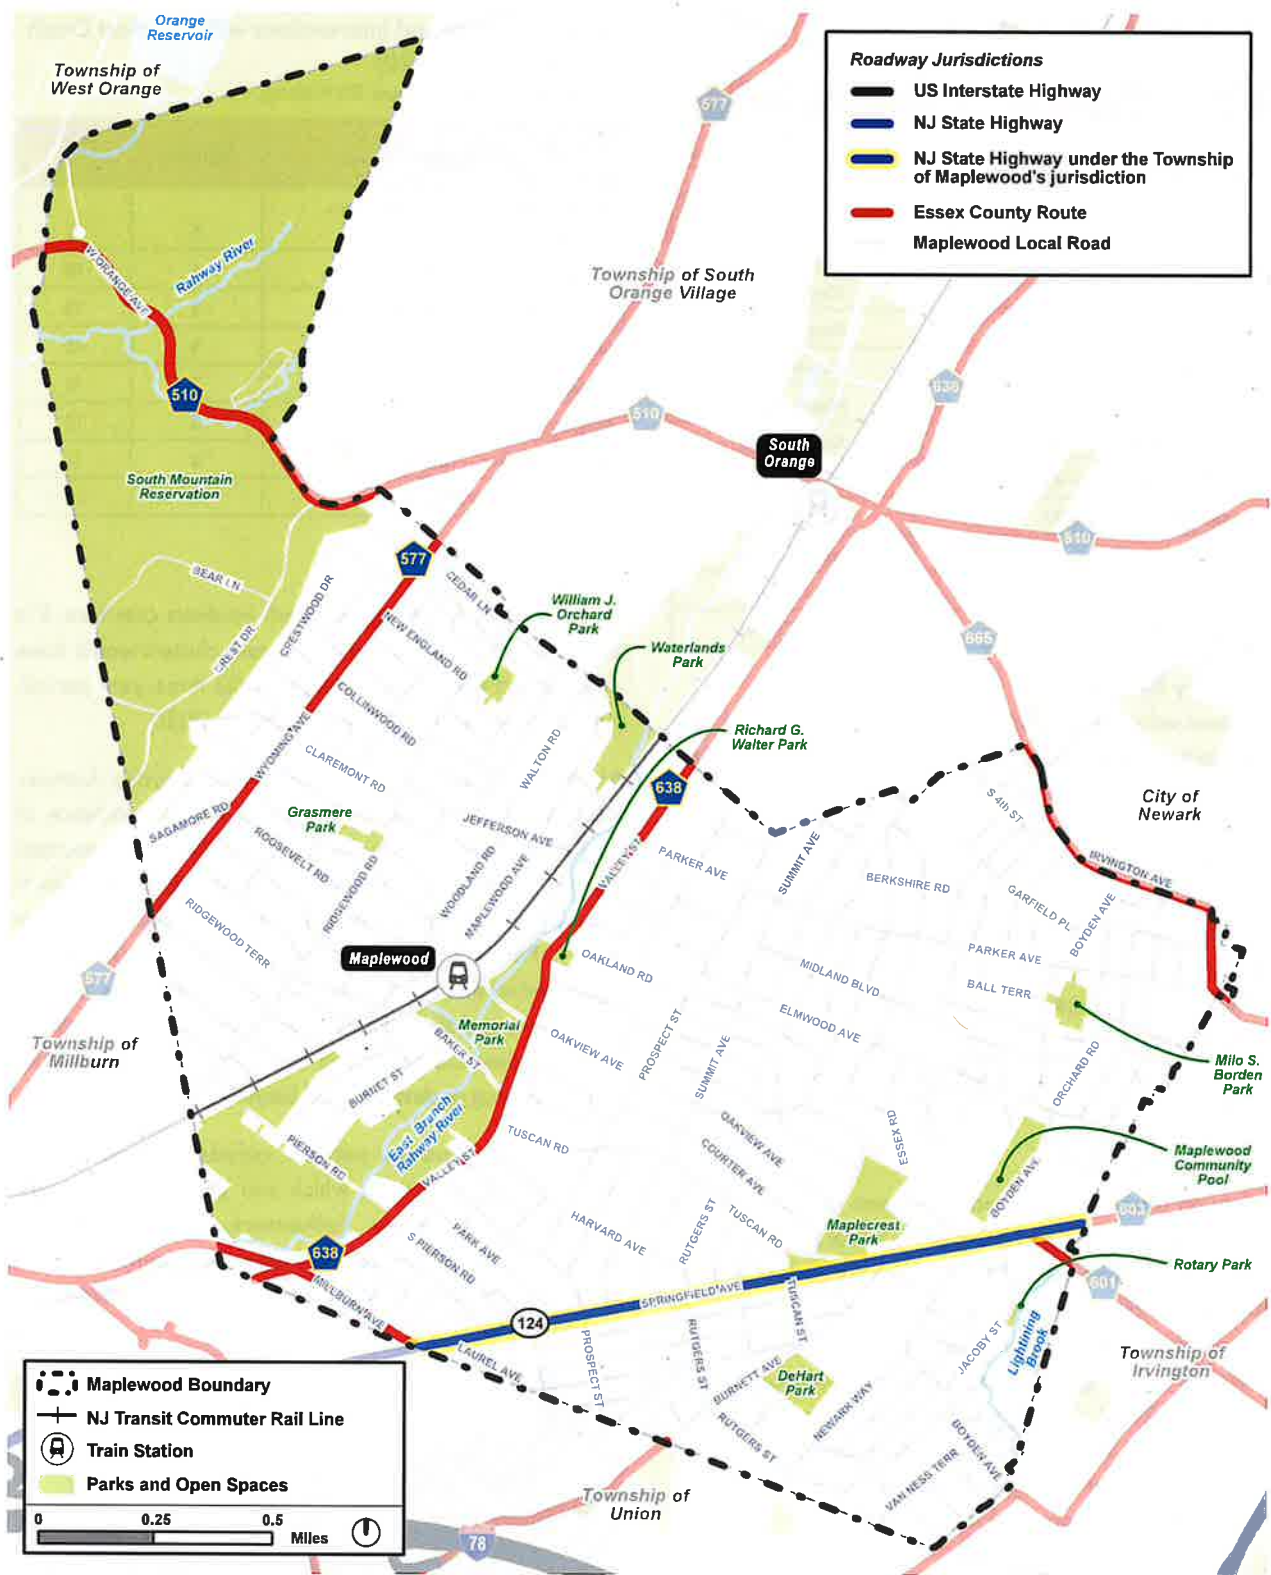 Orange
Reservoir
Township of
West Orange
Roadway Jurisdictions
US Interstate Highway
NJ State Highway
NJ State Highway under the Township
of Maplewood's jurisdiction
Essex County Route
Maplewood Local Road
577
W ORANGE AVE
Rahway River
Township of South
Orange Village
510
510
638
South
Orange
South Mountain
Reservation
510
577
BEAR LN
CREST DR
CRESTWOOD DR
CEDAR LN
NEW ENGLAND RD
William J.
Orchard
Park
Waterlands
Park
665
COLLINWOOD RD
WYOMING AVE
CLAREMONT RD
WALTON RD
Richard G.
Walter Park
638
S 4th ST
City of
Newark
SAGAMORE RD
Grasmere
Park
ROOSEVELT RD
RIDGEWOOD RD
JEFFERSON AVE
WOODLAND RD
MAPLEWOOD AVE
VALLEY ST
PARKER AVE
SUMMIT AVE
BERKSHIRE RD
IRVINGTON AVE
GARFIELD PL
BOYDEN AVE
RIDGEWOOD TERR
Maplewood
OAKLAND RD
MIDLAND BLVD
PARKER AVE
BALL TERR
577
Township of
Millburn
Memorial
Park
BAKER ST
OAKVIEW AVE
PROSPECT ST
SUMMIT AVE
ELMWOOD AVE
ORCHARD RD
Milo S.
Borden
Park
BURNET ST
PIERSON RD
East Branch
Rahway River
VALLEY ST
TUSCAN RD
OAKVIEW AVE
COURTER AVE
ESSEX RD
Maplewood
Community
Pool
BOYDEN AVE
603
638
S PIERSON RD
PARK AVE
HARVARD AVE
RUTGERS ST
TUSCAN RD
Maplecrest
Park
Rotary Park
601
MILLBURN AVE
124
SPRINGFIELD AVE
TUSCAN ST
LAUREL AVE
PROSPECT ST
RUTGERS ST
BURNETT AVE
DeHart
Park
JACOBY ST
Lightining
Brook
Township of
Irvington
RUTGERS ST
NEWARK WAY
BOYDEN AVE
VAN NESS TERR
Township of
Union
78
Maplewood Boundary
NJ Transit Commuter Rail Line
Train Station
Parks and Open Spaces
0 0.25 0.5
Miles